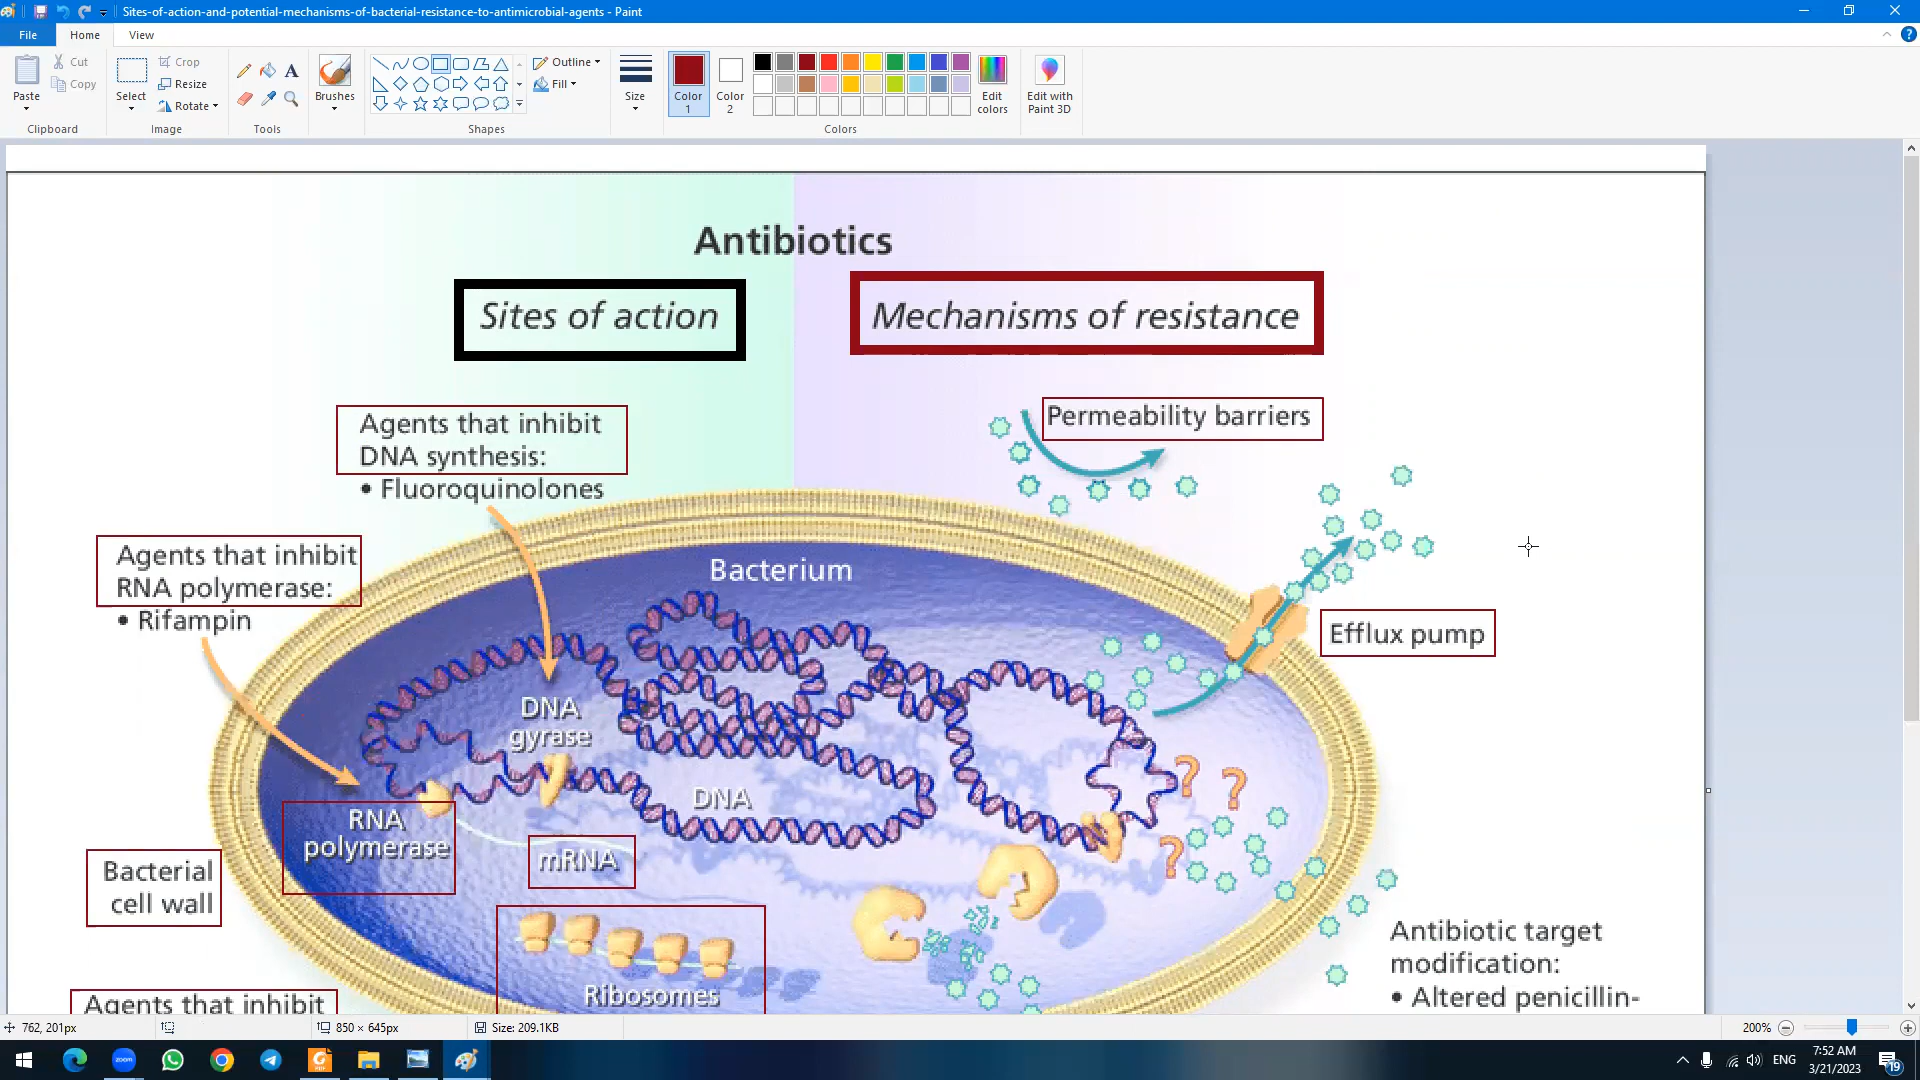 Sites-of-action-and-potential-mechanisms-of-bacterial-resistance-to-antimicrobial-agents - Paint
File
Home
View
Paste
Cut
Copy
Clipboard
Select
Crop
Resize
Rotate
Image
Tools
Brushes
Outline
Fill
Shapes
Size
Color
1
Color
2
Edit
colors
Edit with
Paint 3D
Colors
Antibiotics
Sites of action
Mechanisms of resistance
Agents that inhibit
DNA synthesis:
• Fluoroquinolones
Permeability barriers
Agents that inhibit
RNA polymerase:
• Rifampin
Bacterium
Efflux pump
DNA
gyrase
DNA
RNA
polymerase
mRNA
? ? ?
Bacterial
cell wall
Ribosomes
Antibiotic target
modification:
• Altered penicillin-
Agents that inhibit
762, 201px
850 × 645px
Size: 209.1KB
200%
zoom
PDF
ENG
7:52 AM
3/21/2023
19